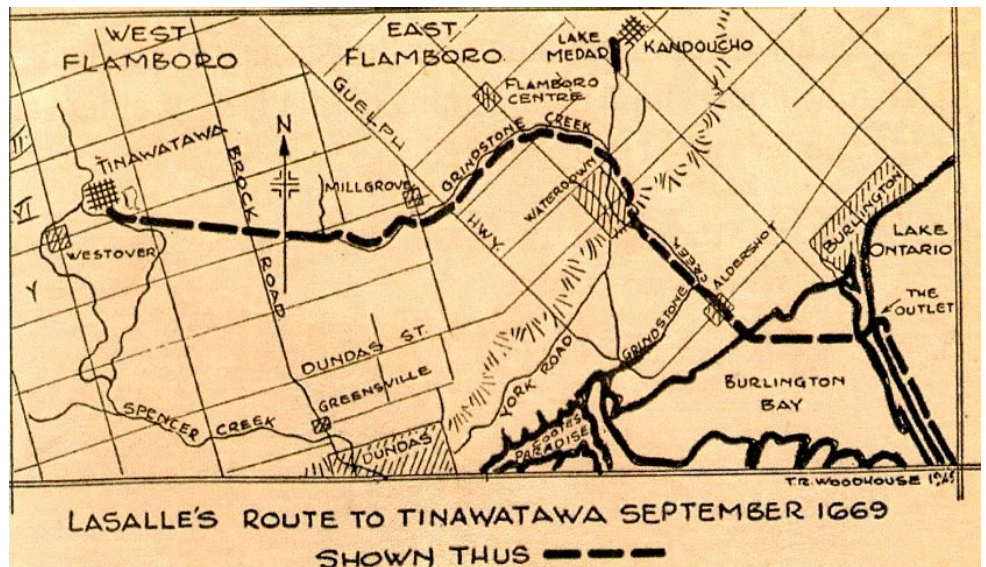 WEST
FLAMBORO
EAST
FLAMBORO
LAKE
MEDAR
KANDOUCHO
GUELPH
FLAMBORO
CENTRE
GRINDSTONE CREEK
TINAWATAWA
N
BROCK
ROAD
MILLGROVE
HWY.
WATERDOWN
VI
WESTOVER
V
BURLINGTON
LAKE
ONTARIO
THE
OUTLET
ALDERSHOT
GRINDSTONE CREEK
DUNDAS ST.
YORK ROAD
GREENSVILLE
SPENCER CREEK
DUNDAS
COOTES
PARADISE
BURLINGTON
BAY
T.R. WOODHOUSE
LASALLE'S ROUTE TO TINAWATAWA SEPTEMBER 1669
SHOWN THUS